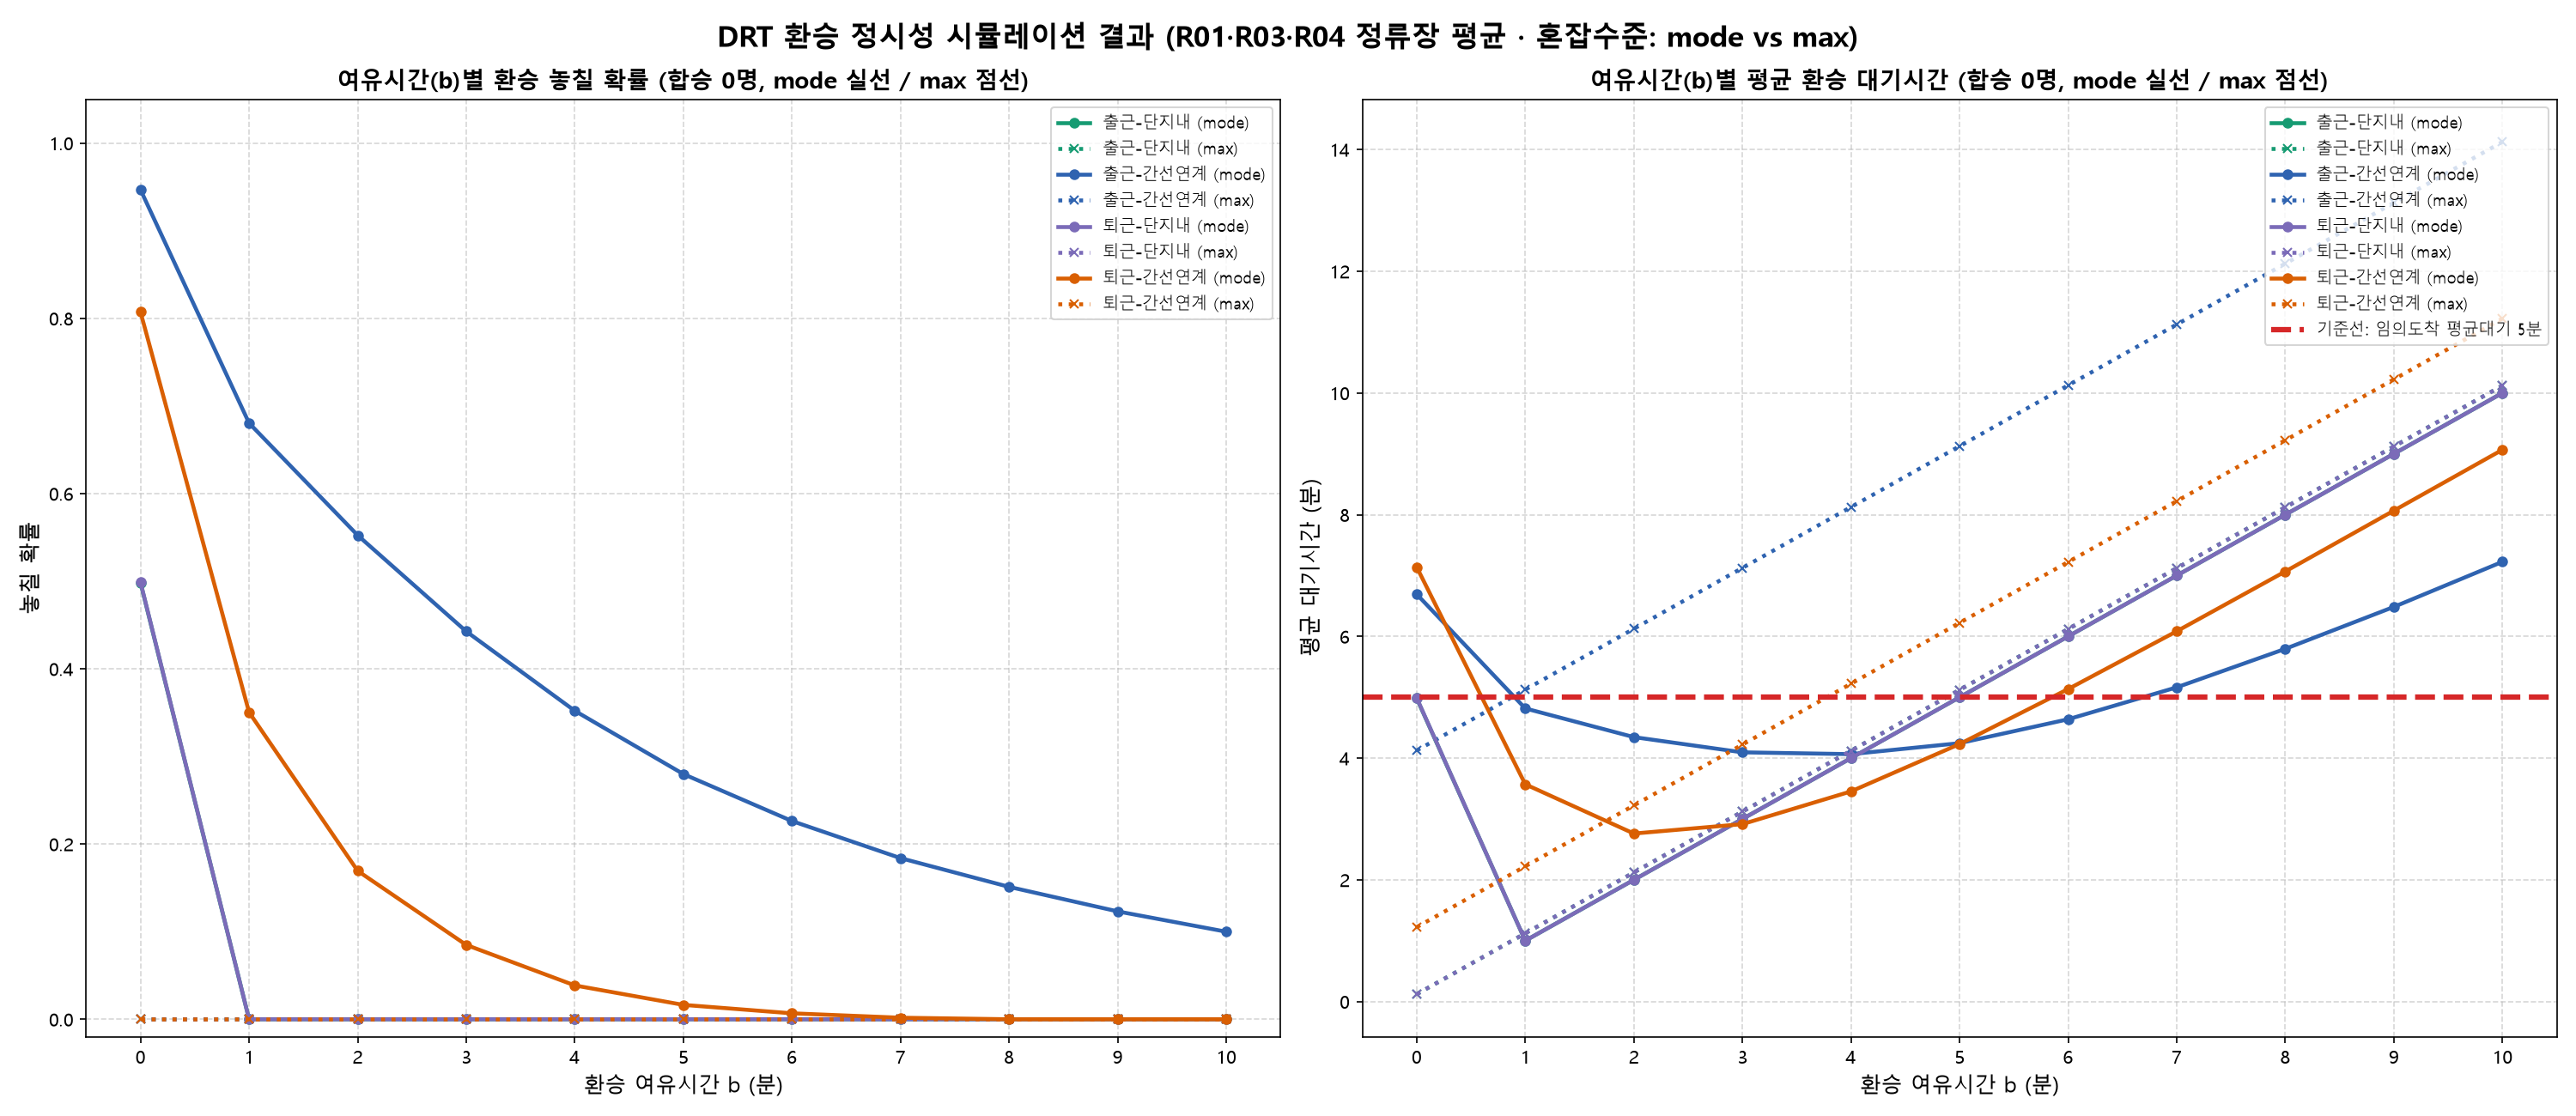 DRT 환승 정시성 시뮬레이션 결과 (R01·R03·R04 정류장 평균 · 혼잡수준: mode vs max)
여유시간(b)별 환승 놓칠 확률 (합승 0명, mode 실선 / max 점선)
놓칠 확률
1.0
0.8
0.6
0.4
0.2
0.0
0 1 2 3 4 5 6 7 8 9 10
환승 여유시간 b (분)
출근-단지내 (mode)
출근-단지내 (max)
출근-간선연계 (mode)
출근-간선연계 (max)
퇴근-단지내 (mode)
퇴근-단지내 (max)
퇴근-간선연계 (mode)
퇴근-간선연계 (max)
여유시간(b)별 평균 환승 대기시간 (합승 0명, mode 실선 / max 점선)
평균 대기시간 (분)
14
12
10
8
6
4
2
0
0 1 2 3 4 5 6 7 8 9 10
환승 여유시간 b (분)
출근-단지내 (mode)
출근-단지내 (max)
출근-간선연계 (mode)
출근-간선연계 (max)
퇴근-단지내 (mode)
퇴근-단지내 (max)
퇴근-간선연계 (mode)
퇴근-간선연계 (max)
기준선: 임의도착 평균대기 5분